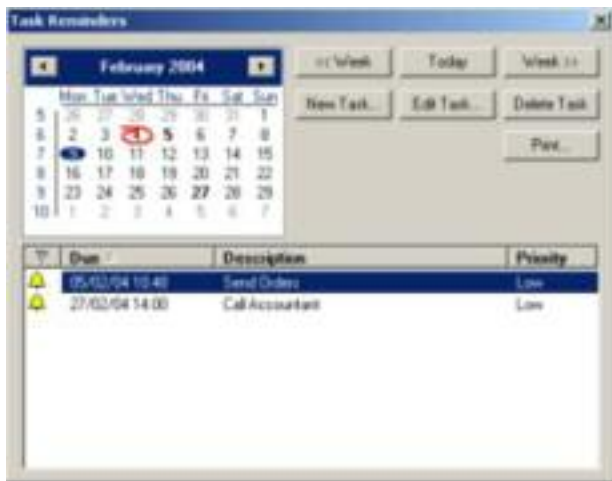 Task Reminders
February 2004
<< Week Today Week >>
Mon Tue Wed Thu Fri Sat Sun
New Task... Edit Task... Delete Task
5 26 27 28 29 30 31 1
6 2 3 4 5 6 7 8
Print...
7 9 10 11 12 13 14 15
8 16 17 18 19 20 21 22
9 23 24 25 26 27 28 29
10 1 2 3 4 5 6 7
Due Description Priority
05/02/04 10:40 Send Orders Low
27/02/04 14:00 Call Accountant Low